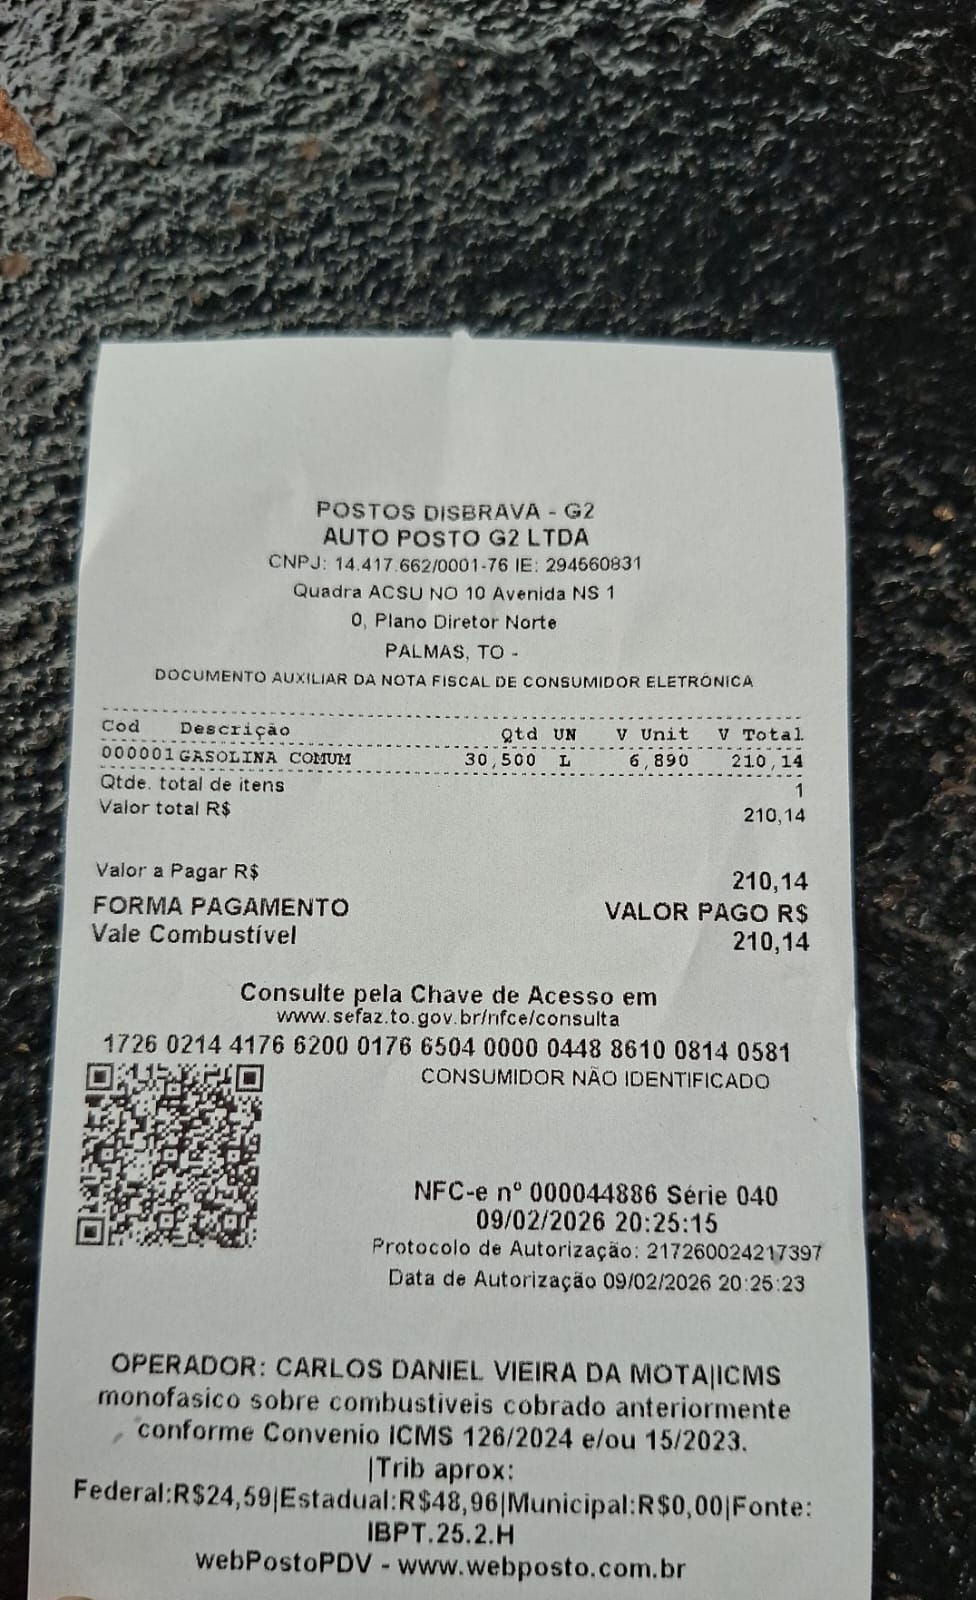 POSTOS DISBRAVA - G2
AUTO POSTO G2 LTDA
CNPJ: 14.417.662/0001-76 IE: 294560831
Quadra ACSU NO 10 Avenida NS 1
0, Plano Diretor Norte
PALMAS, TO -
DOCUMENTO AUXILIAR DA NOTA FISCAL DE CONSUMIDOR ELETRÔNICA
Cod Descrição Qtd UN V Unit V Total
000001 GASOLINA COMUM 30,500 L 6,890 210,14
Qtde. total de itens 1
Valor total R$ 210,14
Valor a Pagar R$ 210,14
FORMA PAGAMENTO VALOR PAGO R$
Vale Combustível 210,14
Consulte pela Chave de Acesso em
www.sefaz.to.gov.br/nfce/consulta
1726 0214 4176 6200 0176 6504 0000 0448 8610 0814 0581
CONSUMIDOR NÃO IDENTIFICADO
NFC-e nº 000044886 Série 040
09/02/2026 20:25:15
Protocolo de Autorização: 217260024217397
Data de Autorização 09/02/2026 20:25:23
OPERADOR: CARLOS DANIEL VIEIRA DA MOTA|ICMS
monofasico sobre combustiveis cobrado anteriormente
conforme Convenio ICMS 126/2024 e/ou 15/2023.
|Trib aprox:
Federal:R$24,59|Estadual:R$48,96|Municipal:R$0,00|Fonte:
IBPT.25.2.H
webPostoPDV - www.webposto.com.br